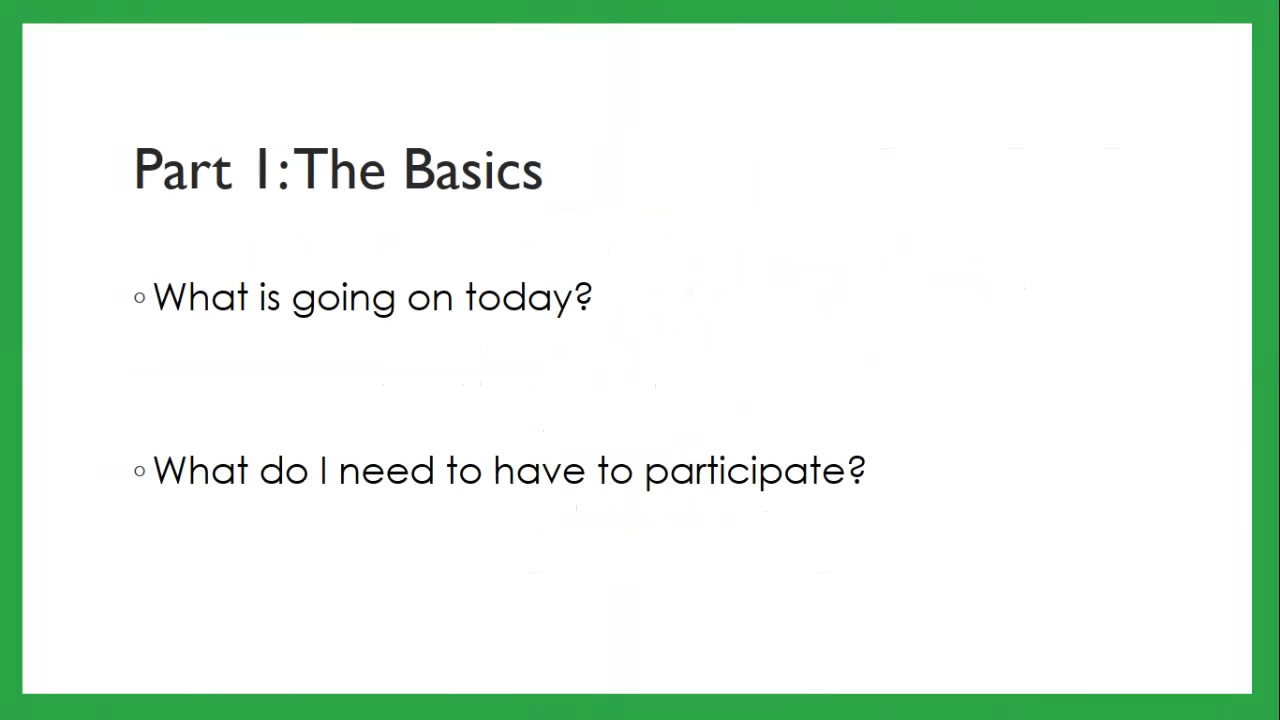 Part 1: The Basics
◦ What is going on today?
◦ What do I need to have to participate?